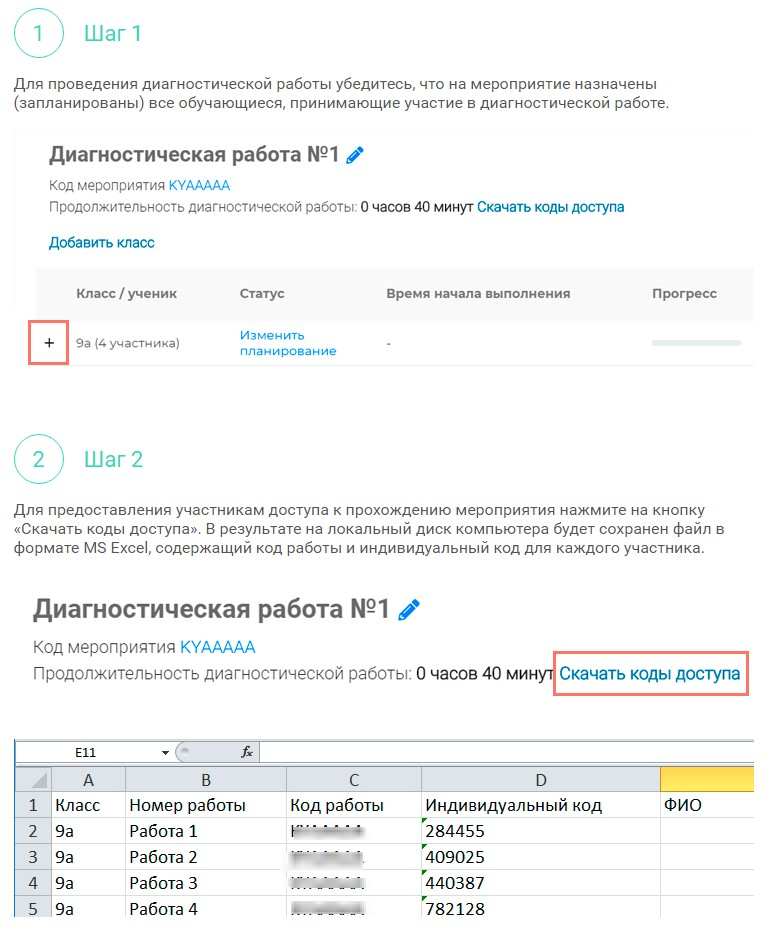 1 Шаг 1
Для проведения диагностической работы убедитесь, что на мероприятие назначены
(запланированы) все обучающиеся, принимающие участие в диагностической работе.
Диагностическая работа №1
Код мероприятия KYAAAAA
Продолжительность диагностической работы: 0 часов 40 минут Скачать коды доступа
Добавить класс
Класс / ученик Статус Время начала выполнения Прогресс
+ 9а (4 участника) Изменить планирование -
2 Шаг 2
Для предоставления участникам доступа к прохождению мероприятия нажмите на кнопку
«Скачать коды доступа». В результате на локальный диск компьютера будет сохранен файл в
формате MS Excel, содержащий код работы и индивидуальный код для каждого участника.
Диагностическая работа №1
Код мероприятия KYAAAAA
Продолжительность диагностической работы: 0 часов 40 минут Скачать коды доступа
E11 fx
A B C D
1 Класс Номер работы Код работы Индивидуальный код ФИО
2 9а Работа 1 284455
3 9а Работа 2 409025
4 9а Работа 3 440387
5 9а Работа 4 782128